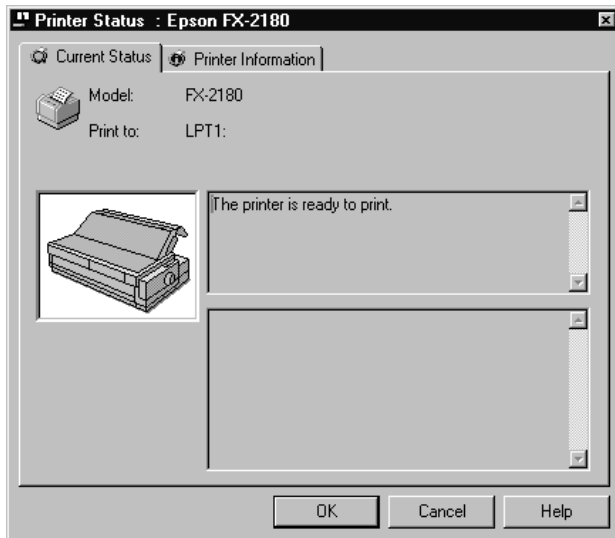 Printer Status : Epson FX-2180
Current Status Printer Information
Model: FX-2180
Print to: LPT1:
The printer is ready to print.
OK Cancel Help